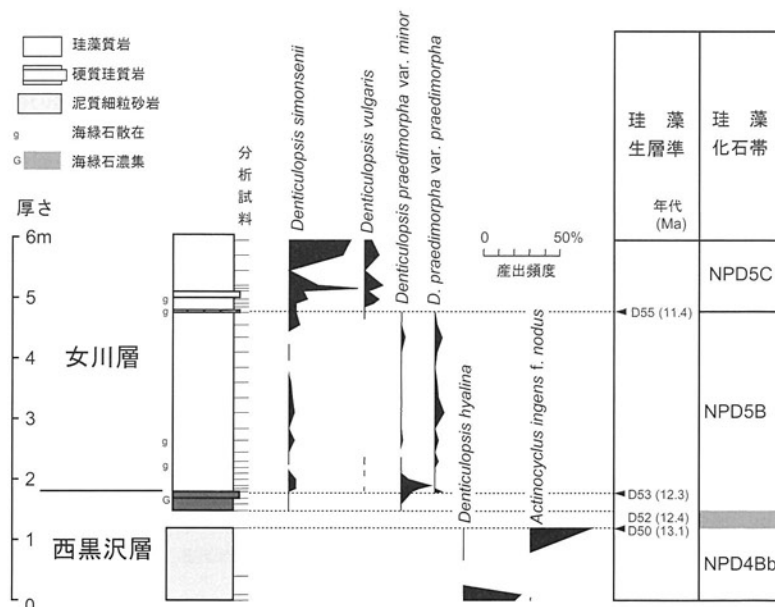 珪藻質岩
硬質珪質岩
泥質細粒砂岩
g 海緑石散在
G 海緑石濃集
厚さ
6m
5
4
3
2
1
0
女川層
西黒沢層
g
g
g
g
G
分析試料
Denticulopsis simonsenii
Denticulopsis vulgaris
Denticulopsis praedimorpha var. minor
D. praedimorpha var. praedimorpha
Denticulopsis hyalina
Actinocyclus ingens f. nodus
0 50%
産出頻度
珪藻
生層準
年代
(Ma)
珪藻
化石帯
D55 (11.4)
D53 (12.3)
D52 (12.4)
D50 (13.1)
NPD5C
NPD5B
NPD4Bb